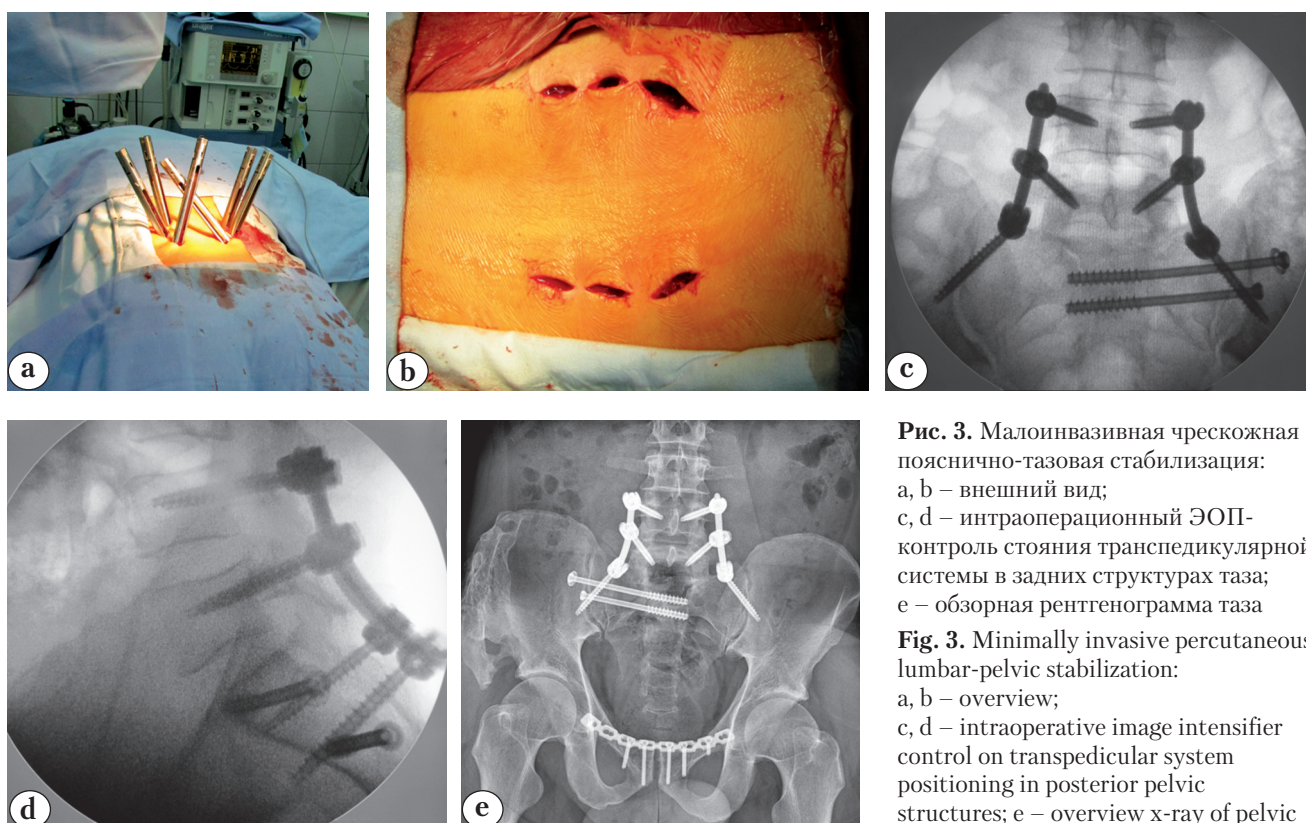 a
b
c
d
e
Рис. 3. Малоинвазивная чрескожная
пояснично-тазовая стабилизация:
a, b – внешний вид;
c, d – интраоперационный ЭОП-
контроль стояния транспедикулярной
системы в задних структурах таза;
e – обзорная рентгенограмма таза
Fig. 3. Minimally invasive percutaneous
lumbar-pelvic stabilization:
a, b – overview;
c, d – intraoperative image intensifier
control on transpedicular system
positioning in posterior pelvic
structures; e – overview x-ray of pelvic